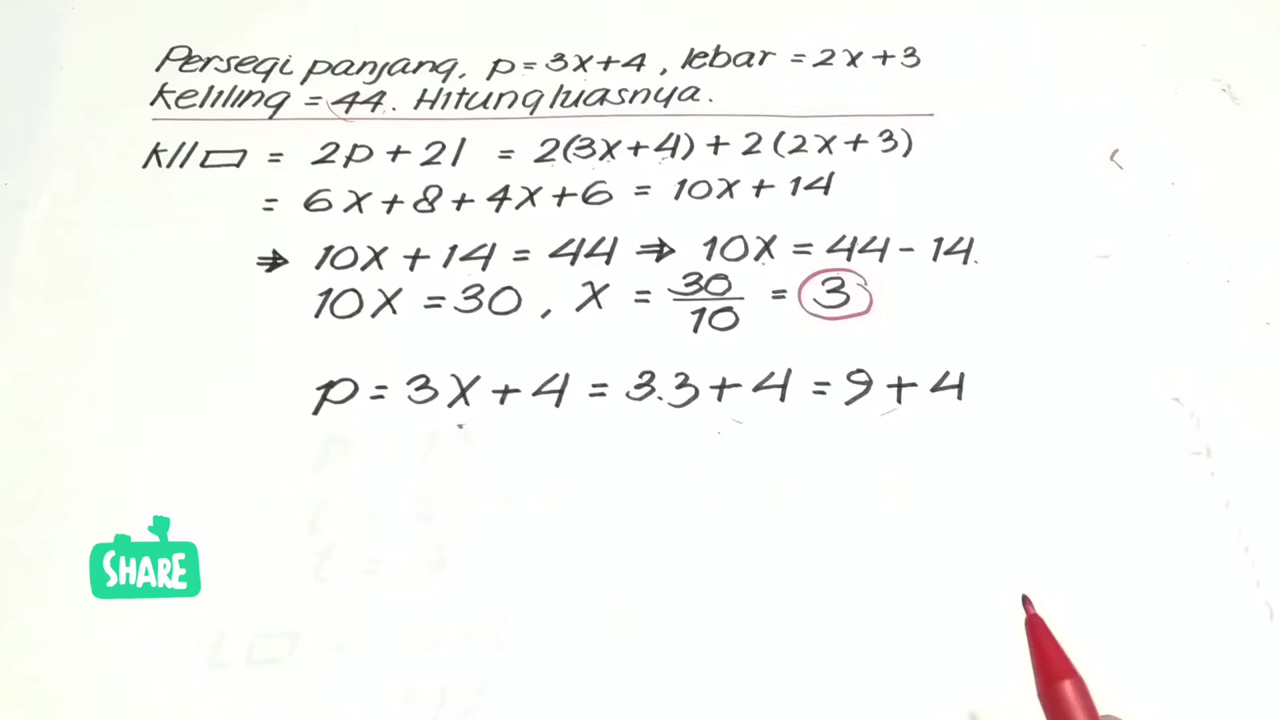 Persegi panjang, p = 3x + 4, lebar = 2x + 3
Keliling = 44. Hitung luasnya.
Kll ▭ = 2p + 2l = 2(3x + 4) + 2(2x + 3)
= 6x + 8 + 4x + 6 = 10x + 14
⇒ 10x + 14 = 44 ⇒ 10x = 44 - 14.
10x = 30, x = 30/10 = 3
p = 3x + 4 = 3.3 + 4 = 9 + 4
SHARE